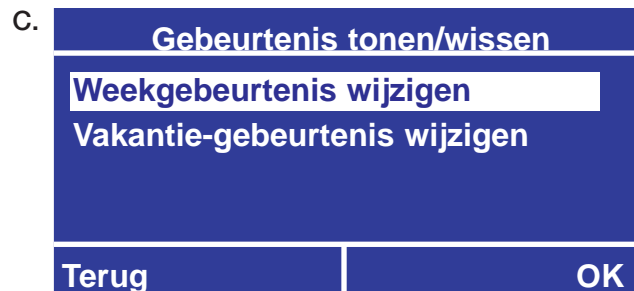 c.
Gebeurtenis tonen/wissen
Weekgebeurtenis wijzigen
Vakantie-gebeurtenis wijzigen
Terug OK